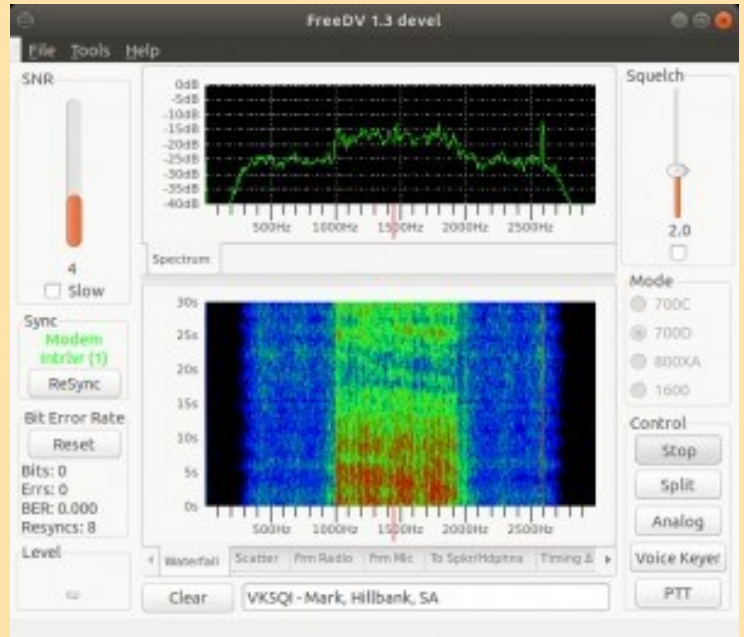 FreeDV 1.3 devel
File Tools Help
SNR
4
Slow
Sync
Modem
Intrlvr (1)
ReSync
Bit Error Rate
Reset
Bits: 0
Errs: 0
BER: 0.000
Resyncs: 8
Level
0dB
-5dB
-10dB
-15dB
-20dB
-25dB
-30dB
-35dB
-40dB
500Hz 1000Hz 1500Hz 2000Hz 2500Hz
Spectrum
30s
25s
20s
15s
10s
5s
0s
500Hz 1000Hz 1500Hz 2000Hz 2500Hz
Waterfall Scatter Frm Radio Frm Mic To Spkr/Hdphns Timing Δ
Clear
VK5QI - Mark, Hillbank, SA
Squelch
2.0
Mode
700C
700D
800XA
1600
Control
Stop
Split
Analog
Voice Keyer
PTT